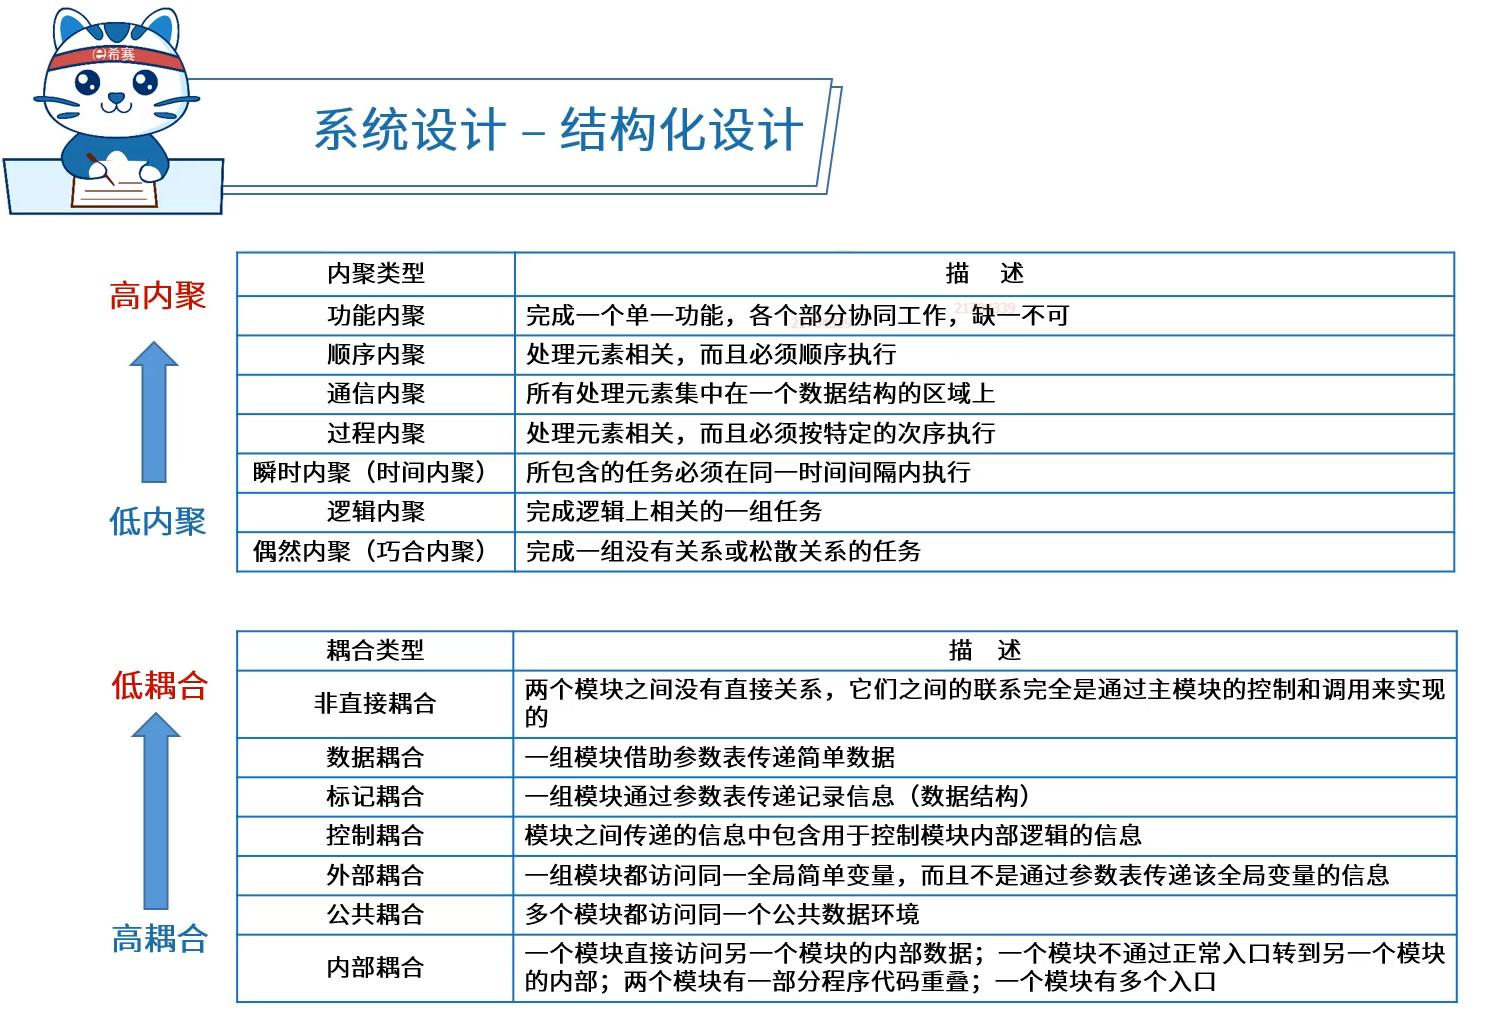 e希赛
系统设计 – 结构化设计
高内聚
低内聚
内聚类型 描 述
功能内聚 完成一个单一功能，各个部分协同工作，缺一不可
顺序内聚 处理元素相关，而且必须顺序执行
通信内聚 所有处理元素集中在一个数据结构的区域上
过程内聚 处理元素相关，而且必须按特定的次序执行
瞬时内聚（时间内聚） 所包含的任务必须在同一时间间隔内执行
逻辑内聚 完成逻辑上相关的一组任务
偶然内聚（巧合内聚） 完成一组没有关系或松散关系的任务
低耦合
高耦合
耦合类型 描 述
非直接耦合 两个模块之间没有直接关系，它们之间的联系完全是通过主模块的控制和调用来实现
的
数据耦合 一组模块借助参数表传递简单数据
标记耦合 一组模块通过参数表传递记录信息（数据结构）
控制耦合 模块之间传递的信息中包含用于控制模块内部逻辑的信息
外部耦合 一组模块都访问同一全局简单变量，而且不是通过参数表传递该全局变量的信息
公共耦合 多个模块都访问同一个公共数据环境
内部耦合 一个模块直接访问另一个模块的内部数据；一个模块不通过正常入口转到另一个模块
的内部；两个模块有一部分程序代码重叠；一个模块有多个入口